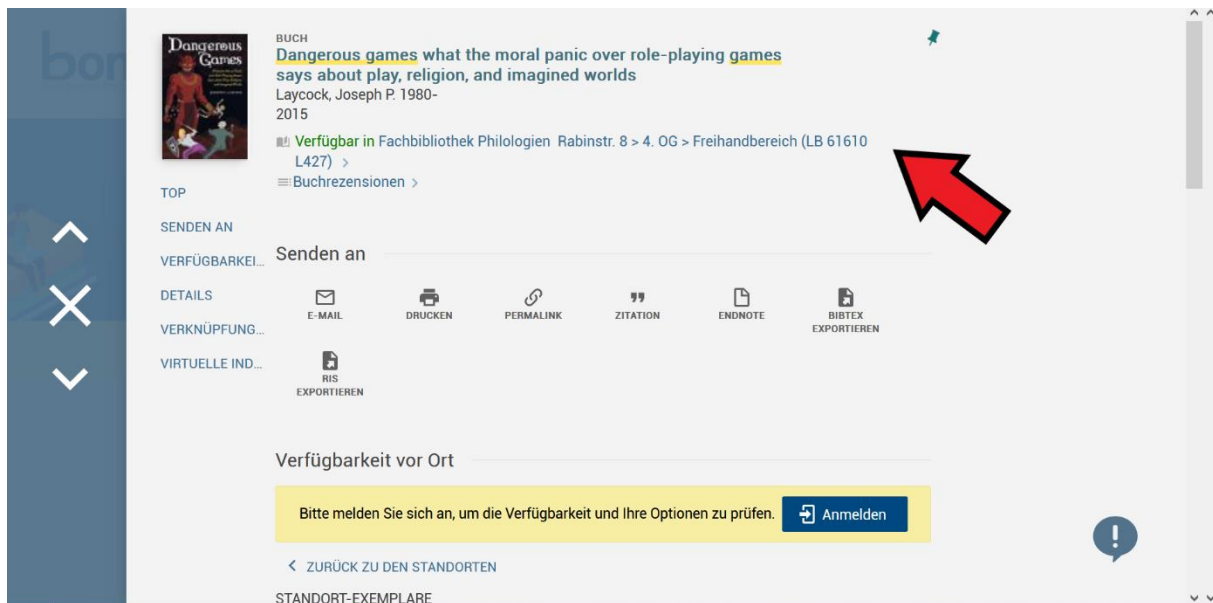 bon
Dangerous
Games
BUCH
Dangerous games what the moral panic over role-playing games
says about play, religion, and imagined worlds
Laycock, Joseph P. 1980-
2015
Verfügbar in Fachbibliothek Philologien Rabinstr. 8 > 4. OG > Freihandbereich (LB 61610
L427) >
Buchrezensionen >
TOP
SENDEN AN
VERFÜGBARKEI...
DETAILS
VERKNÜPFUNG...
VIRTUELLE IND...
Senden an
E-MAIL DRUCKEN PERMALINK ZITATION ENDNOTE BIBTEX
EXPORTIEREN
RIS
EXPORTIEREN
Verfügbarkeit vor Ort
Bitte melden Sie sich an, um die Verfügbarkeit und Ihre Optionen zu prüfen. Anmelden
< ZURÜCK ZU DEN STANDORTEN
STANDORT-EXEMPLARE